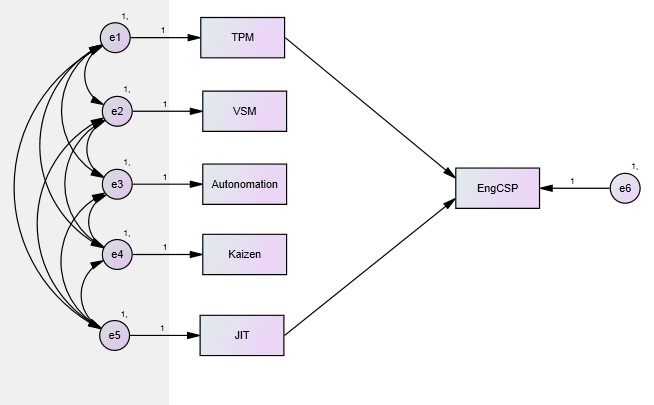 1,
e1
1
TPM
1,
e2
1
VSM
1,
e3
1
Autonomation
EngCSP
1
1,
e6
1,
e4
1
Kaizen
1,
e5
1
JIT